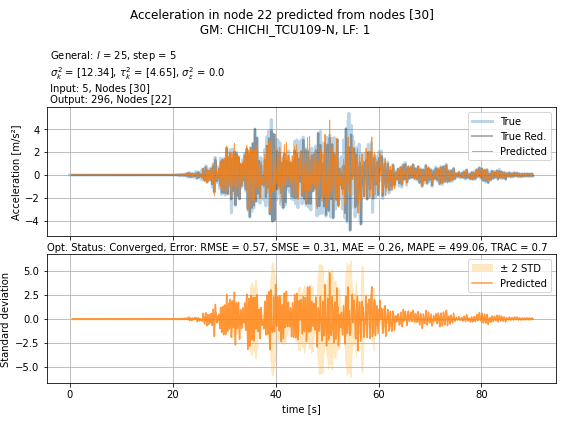 Acceleration in node 22 predicted from nodes [30]
GM: CHICHI_TCU109-N, LF: 1
General: l = 25, step = 5
σ²ₖ = [12.34], τ²ₖ = [4.65], σ²ε = 0.0
Input: 5, Nodes [30]
Output: 296, Nodes [22]
True
True Red.
Predicted
Acceleration [m/s²]
4
2
0
−2
−4
Opt. Status: Converged, Error: RMSE = 0.57, SMSE = 0.31, MAE = 0.26, MAPE = 499.06, TRAC = 0.7
± 2 STD
Predicted
Standard deviation
5.0
2.5
0.0
−2.5
−5.0
0
20
40
60
80
time [s]